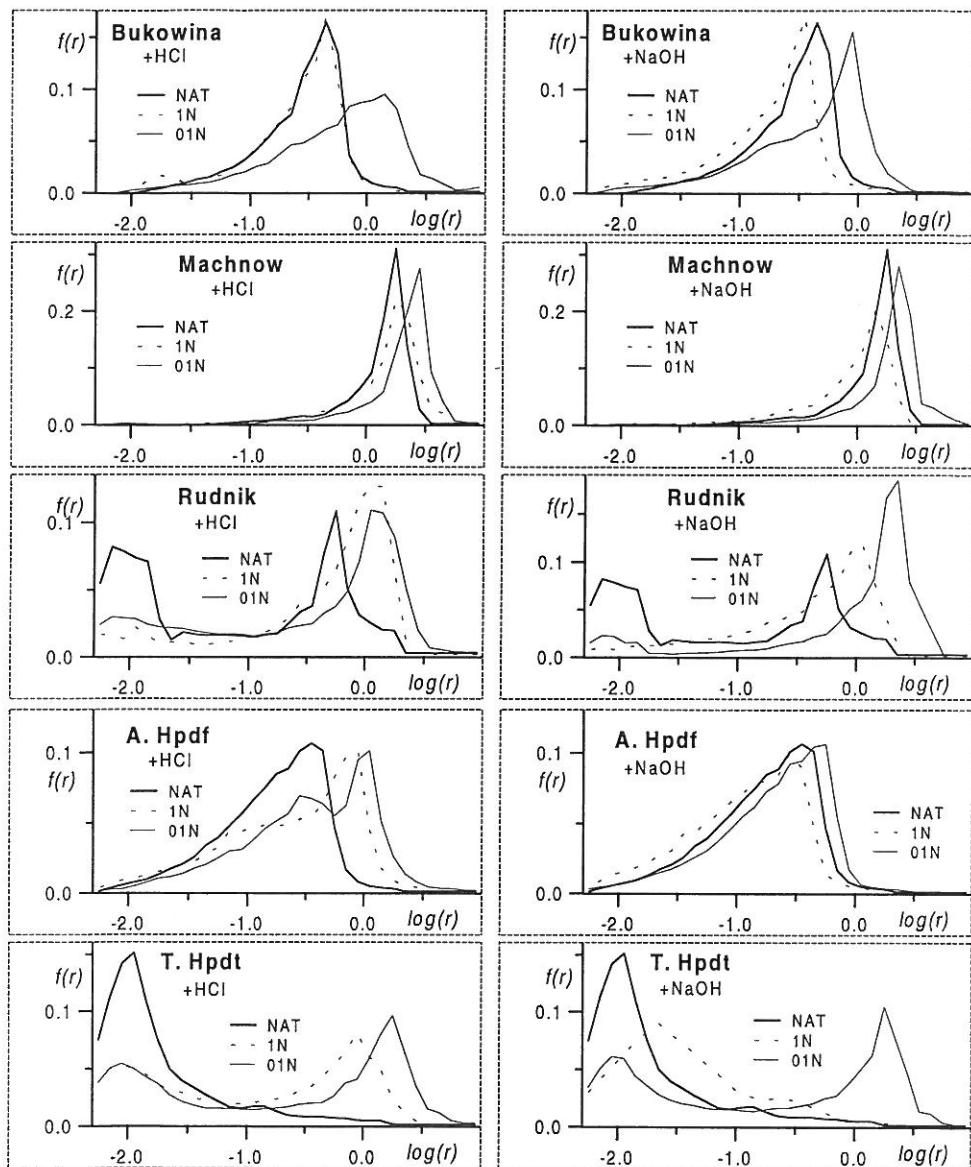 Bukowina
+HCl
f(r)
0.1
0.0
NAT
1N
01N
-2.0 -1.0 0.0 log(r)
Bukowina
+NaOH
f(r)
0.1
0.0
NAT
1N
01N
-2.0 -1.0 0.0 log(r)
Machnow
+HCl
f(r)
0.2
0.0
NAT
1N
01N
-2.0 -1.0 0.0 log(r)
Machnow
+NaOH
f(r)
0.2
0.0
NAT
1N
01N
-2.0 -1.0 0.0 log(r)
Rudnik
+HCl
f(r)
0.1
0.0
NAT
1N
01N
-2.0 -1.0 0.0 log(r)
Rudnik
+NaOH
f(r)
0.1
0.0
NAT
1N
01N
-2.0 -1.0 0.0 log(r)
A. Hpdf
+HCl
0.1
f(r)
0.0
NAT
1N
01N
-2.0 -1.0 0.0 log(r)
A. Hpdf
+NaOH
0.1
f(r)
0.0
NAT
1N
01N
-2.0 -1.0 0.0 log(r)
T. Hpdt
+HCl
f(r)
0.1
0.0
NAT
1N
01N
-2.0 -1.0 0.0 log(r)
T. Hpdt
+NaOH
f(r)
0.1
0.0
NAT
1N
01N
-2.0 -1.0 0.0 log(r)